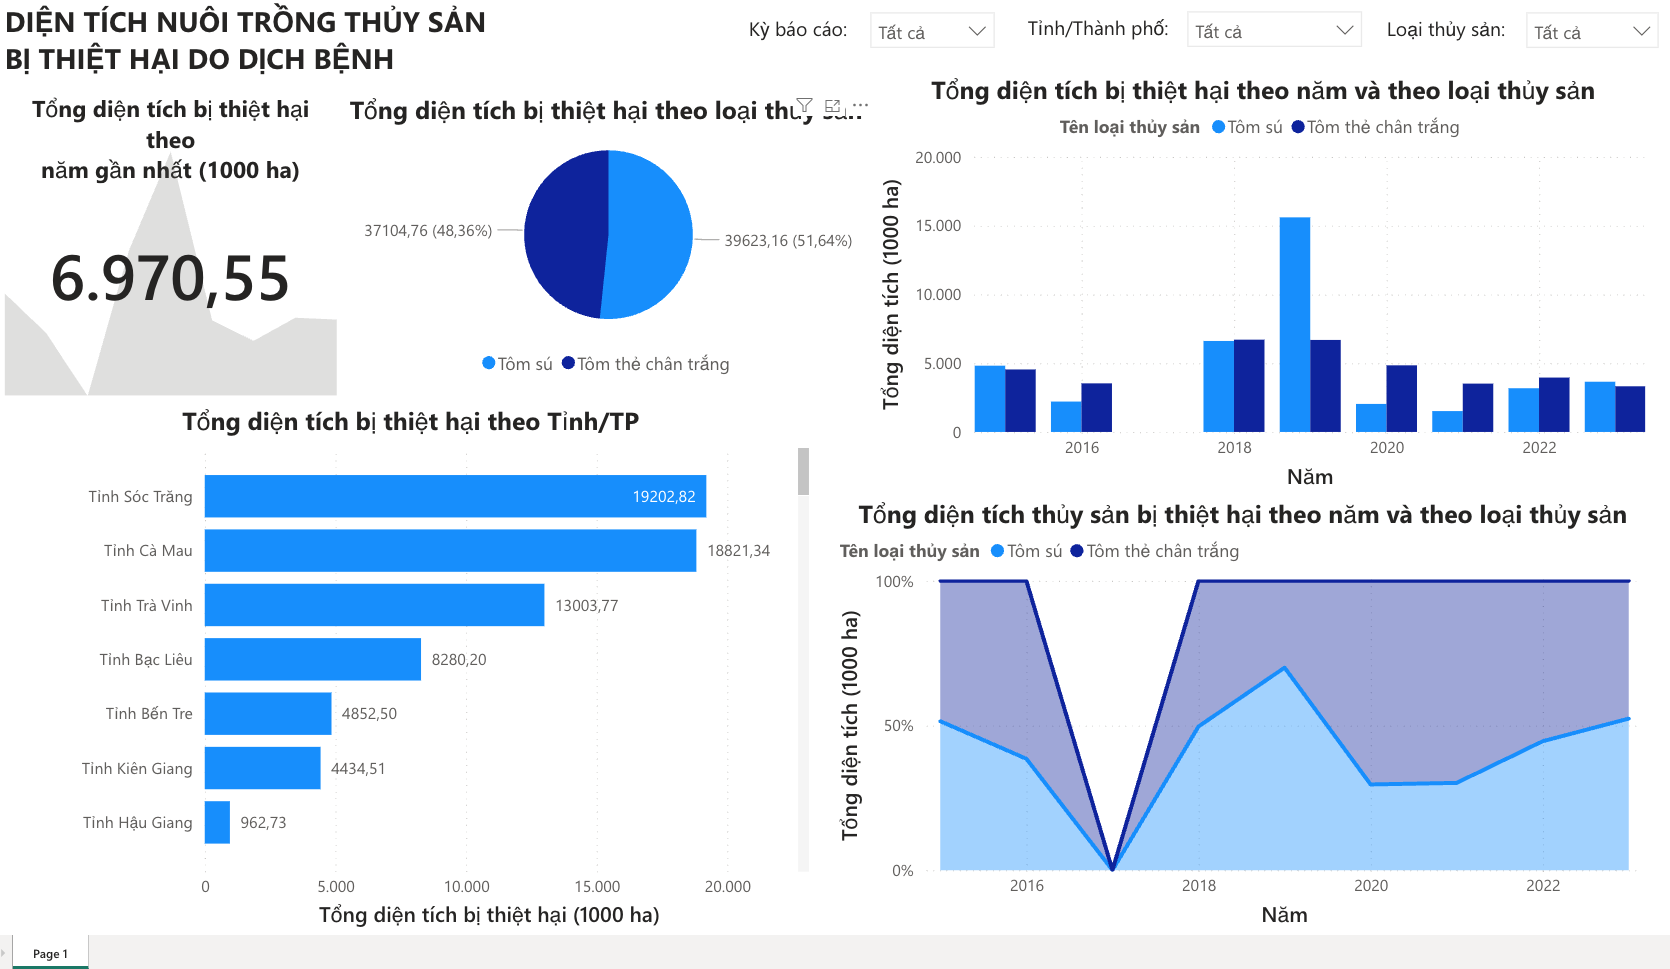 DIỆN TÍCH NUÔI TRỒNG THỦY SẢN
BỊ THIỆT HẠI DO DỊCH BỆNH
Kỳ báo cáo:
Tất cả
Tỉnh/Thành phố:
Tất cả
Loại thủy sản:
Tất cả
Tổng diện tích bị thiệt hại
theo
năm gần nhất (1000 ha)
6.970,55
Tổng diện tích bị thiệt hại theo loại thủy sản
37104,76 (48,36%)
39623,16 (51,64%)
Tôm sú
Tôm thẻ chân trắng
Tổng diện tích bị thiệt hại theo năm và theo loại thủy sản
Tên loại thủy sản
Tôm sú
Tôm thẻ chân trắng
Tổng diện tích (1000 ha)
20.000
15.000
10.000
5.000
0
2016
2018
2020
2022
Năm
Tổng diện tích bị thiệt hại theo Tỉnh/TP
Tỉnh Sóc Trăng
19202,82
Tỉnh Cà Mau
18821,34
Tỉnh Trà Vinh
13003,77
Tỉnh Bạc Liêu
8280,20
Tỉnh Bến Tre
4852,50
Tỉnh Kiên Giang
4434,51
Tỉnh Hậu Giang
962,73
0
5.000
10.000
15.000
20.000
Tổng diện tích bị thiệt hại (1000 ha)
Tổng diện tích thủy sản bị thiệt hại theo năm và theo loại thủy sản
Tên loại thủy sản
Tôm sú
Tôm thẻ chân trắng
Tổng diện tích (1000 ha)
100%
50%
0%
2016
2018
2020
2022
Năm
Page 1